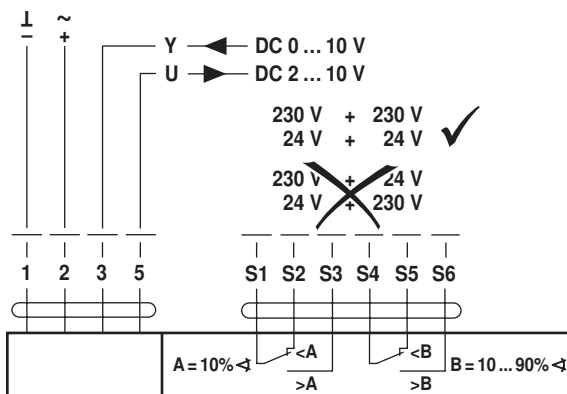 ⊥ ~
– +
Y DC 0 ... 10 V
U DC 2 ... 10 V
230 V + 230 V
24 V + 24 V
230 V + 24 V
24 V + 230 V
1 2 3 5 S1 S2 S3 S4 S5 S6
A = 10% ∢ <A <B B = 10 ... 90% ∢
>A >B